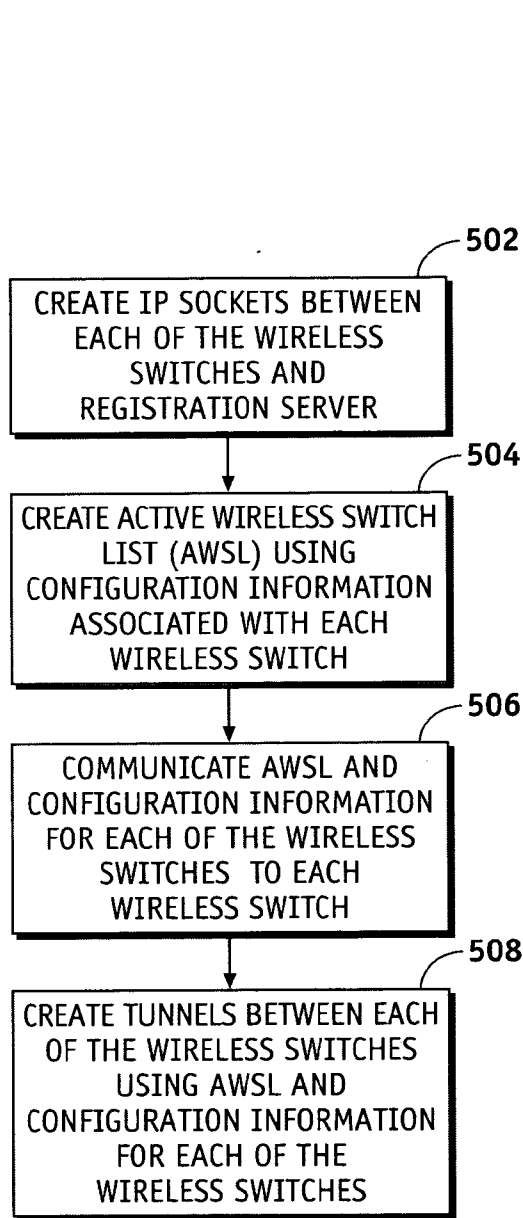 502
CREATE IP SOCKETS BETWEEN
EACH OF THE WIRELESS
SWITCHES AND
REGISTRATION SERVER
504
CREATE ACTIVE WIRELESS SWITCH
LIST (AWSL) USING
CONFIGURATION INFORMATION
ASSOCIATED WITH EACH
WIRELESS SWITCH
506
COMMUNICATE AWSL AND
CONFIGURATION INFORMATION
FOR EACH OF THE WIRELESS
SWITCHES TO EACH
WIRELESS SWITCH
508
CREATE TUNNELS BETWEEN EACH
OF THE WIRELESS SWITCHES
USING AWSL AND
CONFIGURATION INFORMATION
FOR EACH OF THE
WIRELESS SWITCHES